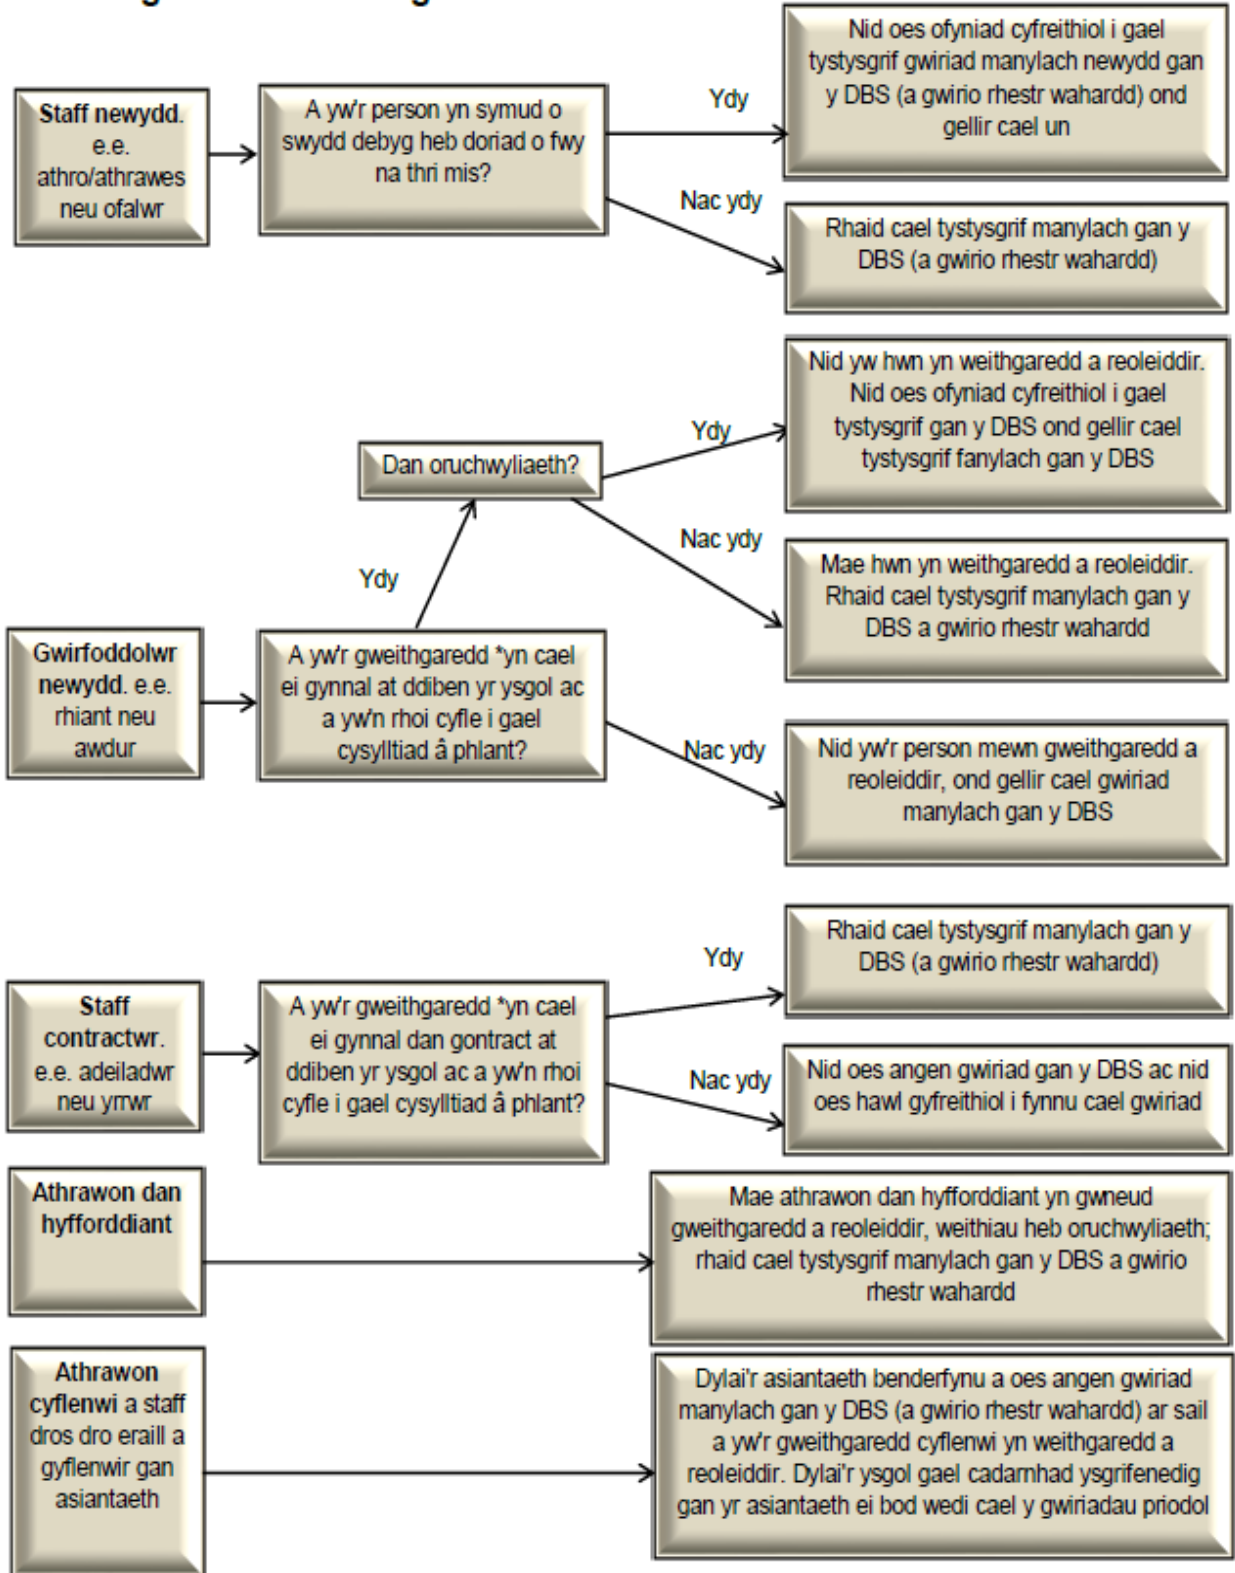 Nid oes ofyniad cyfreithiol i gael
tystysgrif gwiriad manylach newydd gan
y DBS (a gwirio rhestr wahardd) ond
gellir cael un
Ydy
Staff newydd.
e.e.
athro/athrawes
neu ofalwr
A yw'r person yn symud o
swydd debyg heb doriad o fwy
na thri mis?
Nac ydy
Rhaid cael tystysgrif manylach gan y
DBS (a gwirio rhestr wahardd)
Nid yw hwn yn weithgaredd a reoleiddir.
Nid oes ofyniad cyfreithiol i gael
tystysgrif gan y DBS ond gellir cael
tystysgrif fanylach gan y DBS
Ydy
Dan oruchwyliaeth?
Nac ydy
Mae hwn yn weithgaredd a reoleiddir.
Rhaid cael tystysgrif manylach gan y
DBS a gwirio rhestr wahardd
Ydy
Gwirfoddolwr
newydd. e.e.
rhiant neu
awdur
A yw'r gweithgaredd *yn cael
ei gynnal at ddiben yr ysgol ac
a yw'n rhoi cyfle i gael
cysylltiad â phlant?
Nac ydy
Nid yw'r person mewn gweithgaredd a
reoleiddir, ond gellir cael gwiriad
manylach gan y DBS
Rhaid cael tystysgrif manylach gan y
DBS (a gwirio rhestr wahardd)
Ydy
Staff
contractwr.
e.e. adeiladwr
neu yrrwr
A yw'r gweithgaredd *yn cael
ei gynnal dan gontract at
ddiben yr ysgol ac a yw'n rhoi
cyfle i gael cysylltiad â phlant?
Nac ydy
Nid oes angen gwiriad gan y DBS ac nid
oes hawl gyfreithiol i fynnu cael gwiriad
Athrawon dan
hyfforddiant
Mae athrawon dan hyfforddiant yn gwneud
gweithgaredd a reoleiddir, weithiau heb oruchwyliaeth;
rhaid cael tystysgrif manylach gan y DBS a gwirio
rhestr wahardd
Athrawon
cyflenwi a staff
dros dro eraill a
gyflenwir gan
asiantaeth
Dylai'r asiantaeth benderfynu a oes angen gwiriad
manylach gan y DBS (a gwirio rhestr wahardd) ar sail
a yw'r gweithgaredd cyflenwi yn weithgaredd a
reoleiddir. Dylai'r ysgol gael cadarnhad ysgrifenedig
gan yr asiantaeth ei bod wedi cael y gwiriadau priodol